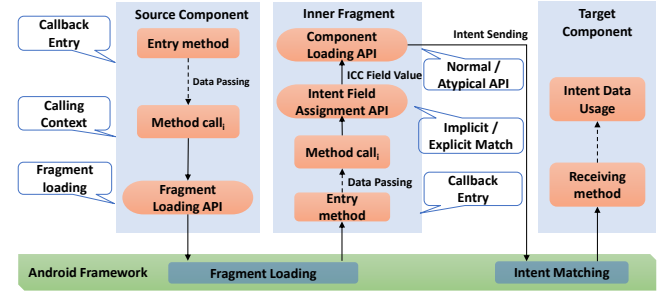 Source Component
Callback
Entry
Entry method
Data Passing
Calling
Context
Method callᵢ
Fragment
loading
Fragment
Loading API
Inner Fragment
Component
Loading API
ICC Field Value
Intent Field
Assignment API
Method callᵢ
Data Passing
Entry
method
Intent Sending
Normal /
Atypical API
Implicit /
Explicit Match
Callback
Entry
Target
Component
Intent Data
Usage
Receiving
method
Android Framework
Fragment Loading
Intent Matching